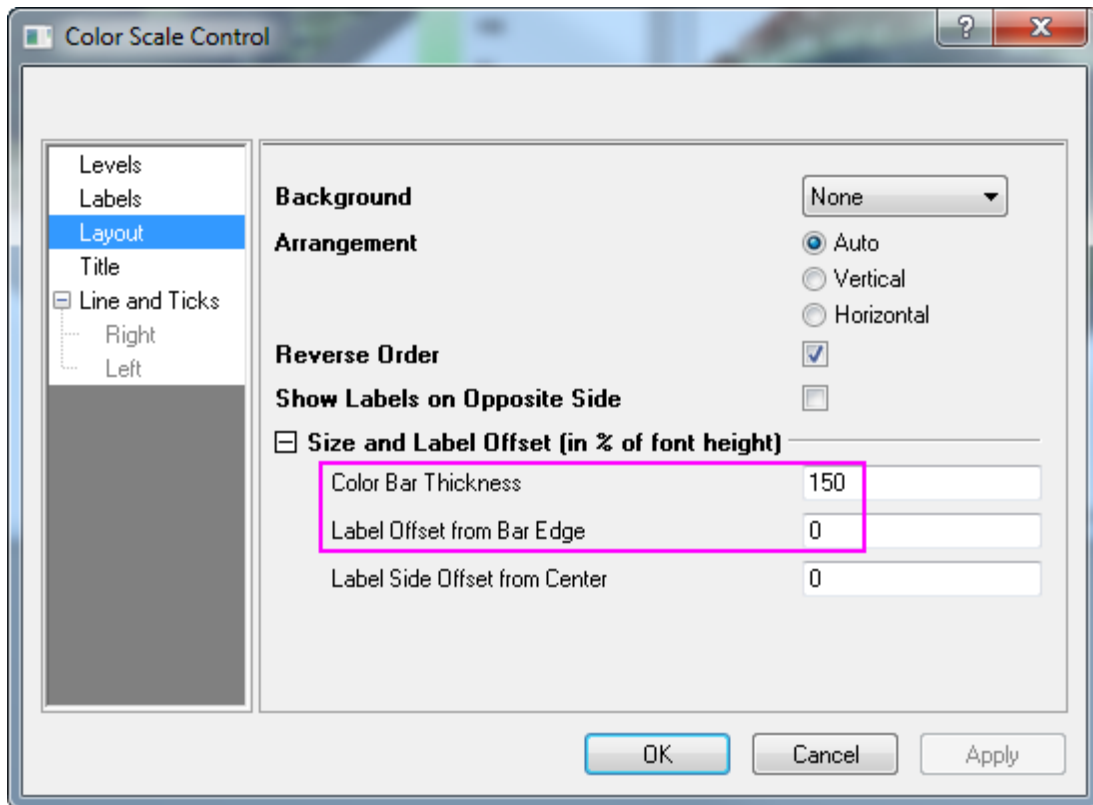 Color Scale Control
?
Levels
Labels
Layout
Title
Line and Ticks
Right
Left
Background
None
Arrangement
Auto
Vertical
Horizontal
Reverse Order
Show Labels on Opposite Side
Size and Label Offset (in % of font height)
Color Bar Thickness
150
Label Offset from Bar Edge
0
Label Side Offset from Center
0
OK
Cancel
Apply